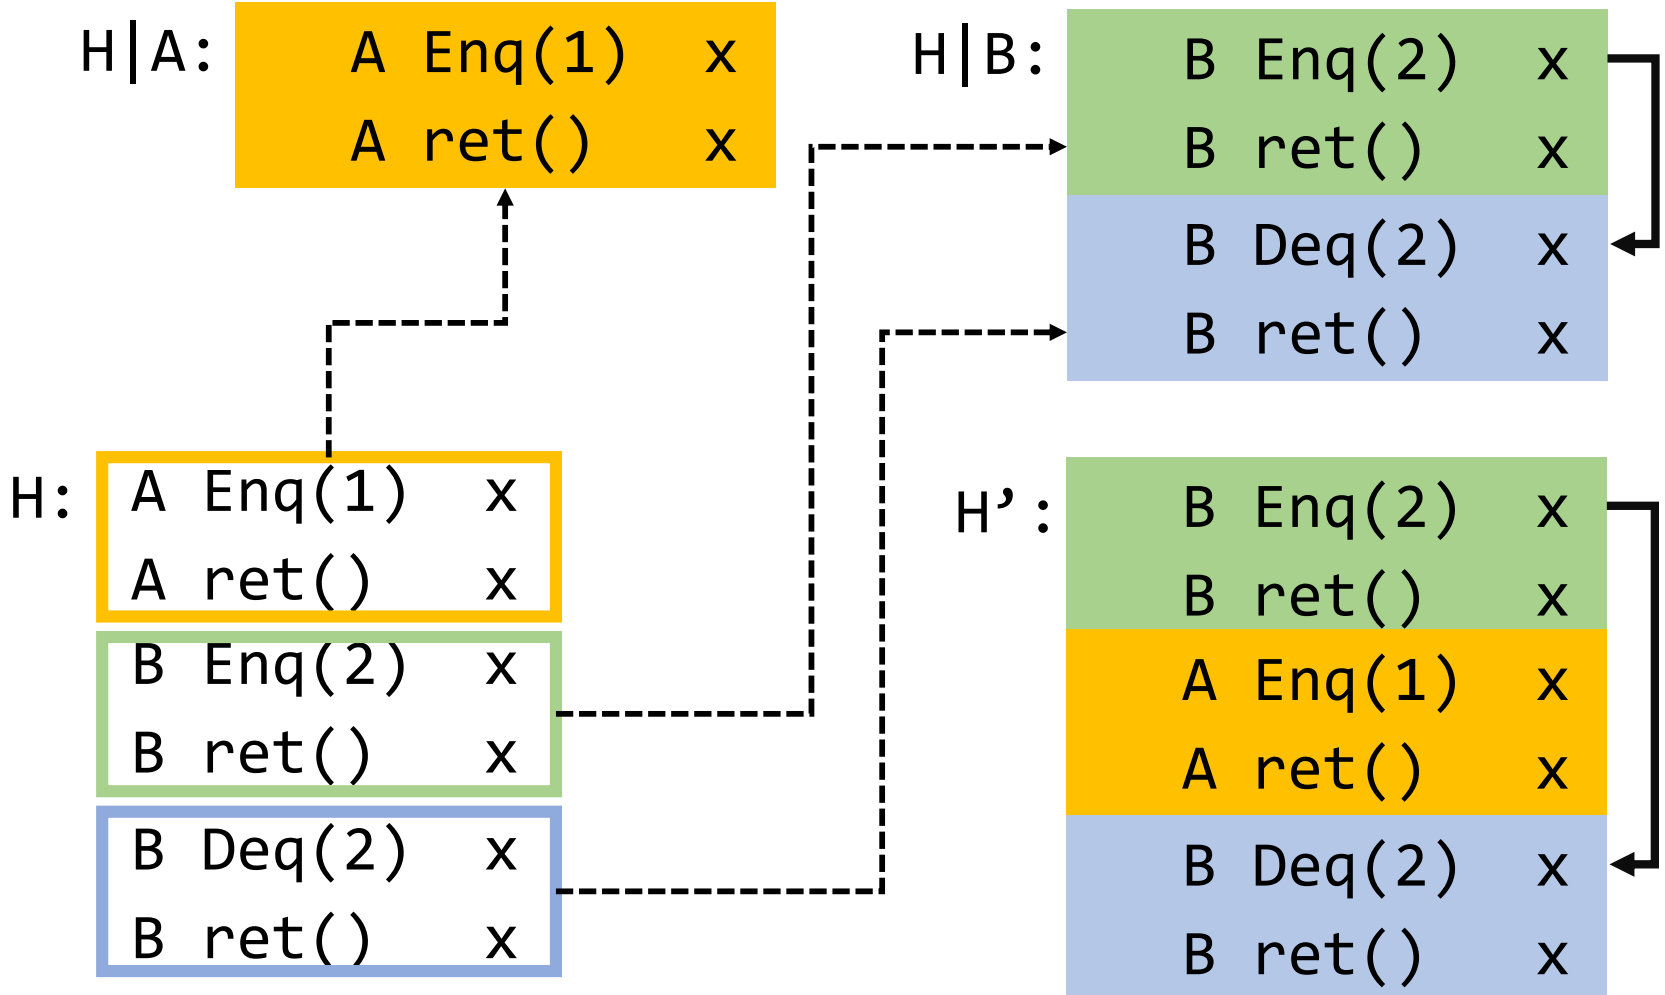 H|A:
A Enq(1) x
A ret() x
H|B:
B Enq(2) x
B ret() x
B Deq(2) x
B ret() x
H:
A Enq(1) x
A ret() x
B Enq(2) x
B ret() x
B Deq(2) x
B ret() x
H’:
B Enq(2) x
B ret() x
A Enq(1) x
A ret() x
B Deq(2) x
B ret() x